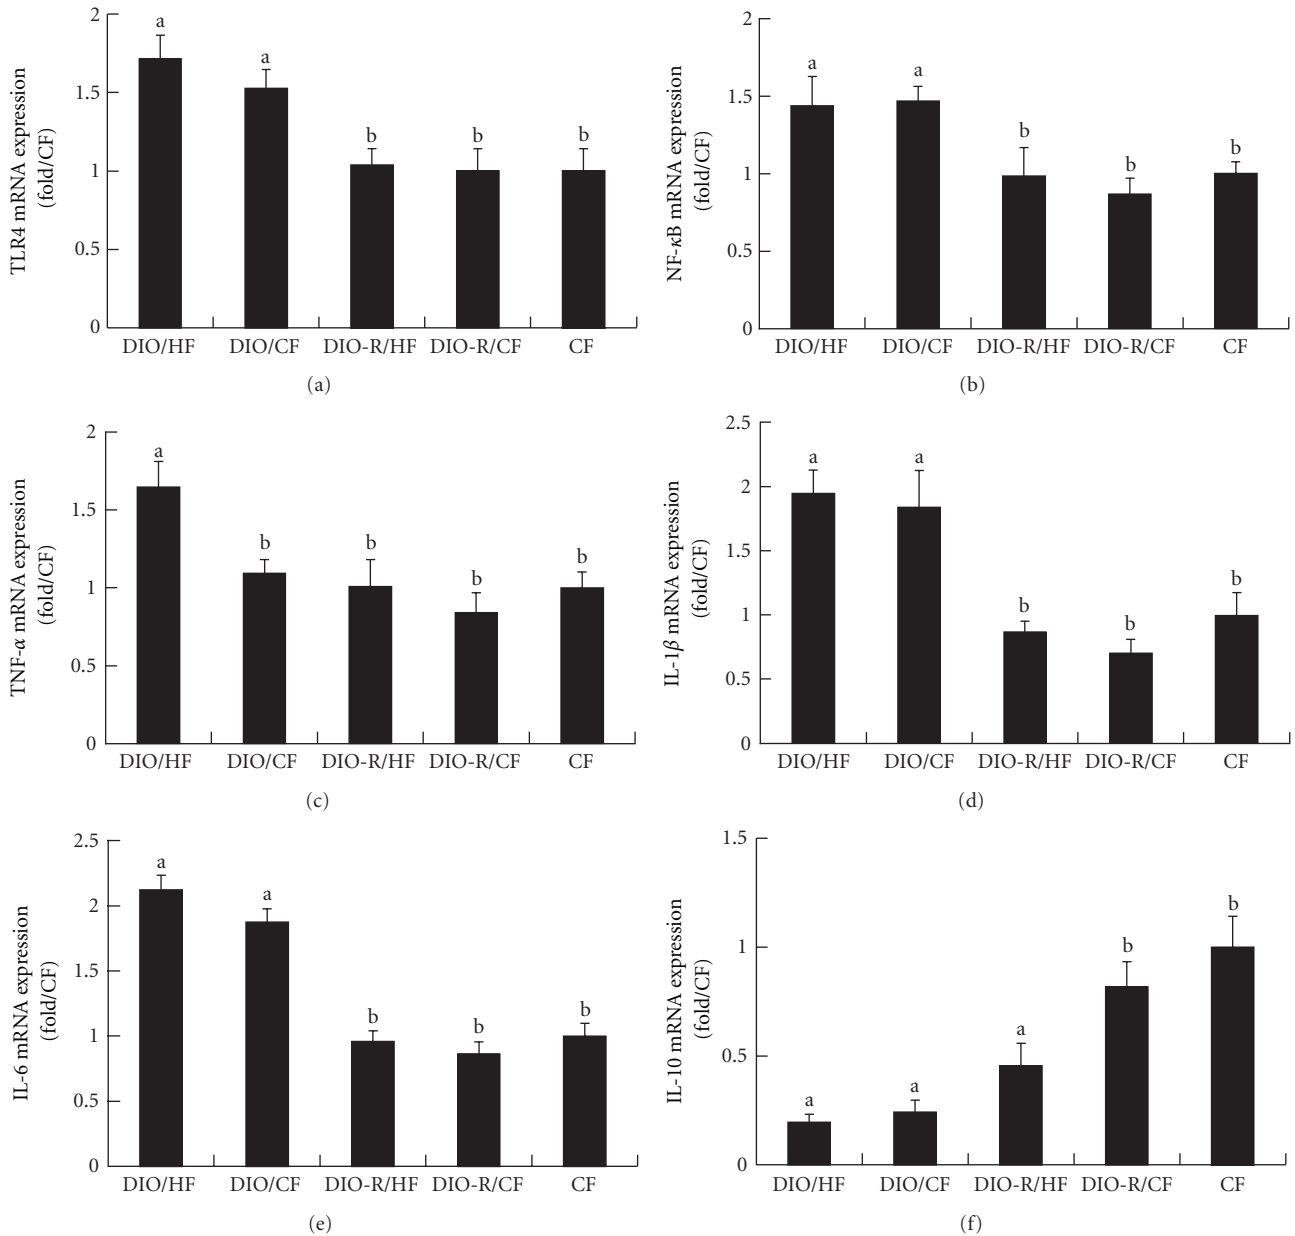 TLR4 mRNA expression
(fold/CF)
2
1.5
1
0.5
0
a
a
b
b
b
DIO/HF DIO/CF DIO-R/HF DIO-R/CF CF
(a)
NF-κB mRNA expression
(fold/CF)
2
1.5
1
0.5
0
a
a
b
b
b
DIO/HF DIO/CF DIO-R/HF DIO-R/CF CF
(b)
TNF-α mRNA expression
(fold/CF)
2
1.5
1
0.5
0
a
b
b
b
b
DIO/HF DIO/CF DIO-R/HF DIO-R/CF CF
(c)
IL-1β mRNA expression
(fold/CF)
2.5
2
1.5
1
0.5
0
a
a
b
b
b
DIO/HF DIO/CF DIO-R/HF DIO-R/CF CF
(d)
IL-6 mRNA expression
(fold/CF)
2.5
2
1.5
1
0.5
0
a
a
b
b
b
DIO/HF DIO/CF DIO-R/HF DIO-R/CF CF
(e)
IL-10 mRNA expression
(fold/CF)
1.5
1
0.5
0
a
a
a
b
b
DIO/HF DIO/CF DIO-R/HF DIO-R/CF CF
(f)